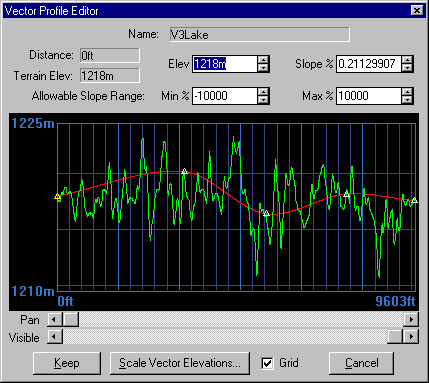 Vector Profile Editor
Name: V3Lake
Distance: 0ft
Elev 1218m Slope % 0.21129907
Terrain Elev: 1218m
Allowable Slope Range: Min % -10000 Max % 10000
1225m
1210m
0ft 9603ft
Pan
Visible
Keep Scale Vector Elevations... Grid Cancel